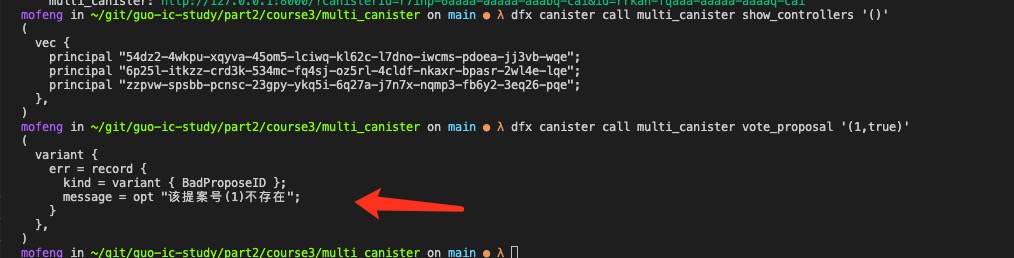 multi_canister: http://127.0.0.1:8000/?canisterId=r7inp-6aaaa-aaaaa-aaabq-cai&id=rrkah-fqaaa-aaaaa-aaaaq-cai
mofeng in ~/git/guo-ic-study/part2/course3/multi_canister on main ● λ dfx canister call multi_canister show_controllers '()'
(
vec {
principal "54dz2-4wkpu-xqyva-45om5-lciwq-kl62c-l7dno-iwcms-pdoea-jj3vb-wqe";
principal "6p25l-itkzz-crd3k-534mc-fq4sj-oz5rl-4cldf-nkaxr-bpasr-2wl4e-lqe";
principal "zzpvw-spsbb-pcnsc-23gpy-ykq5i-6q27a-j7n7x-nqmp3-fb6y2-3eq26-pqe";
},
)
mofeng in ~/git/guo-ic-study/part2/course3/multi_canister on main ● λ dfx canister call multi_canister vote_proposal '(1,true)'
(
variant {
err = record {
kind = variant { BadProposeID };
message = opt "该提案号(1)不存在";
}
},
)
mofeng in ~/git/guo-ic-study/part2/course3/multi_canister on main ● λ